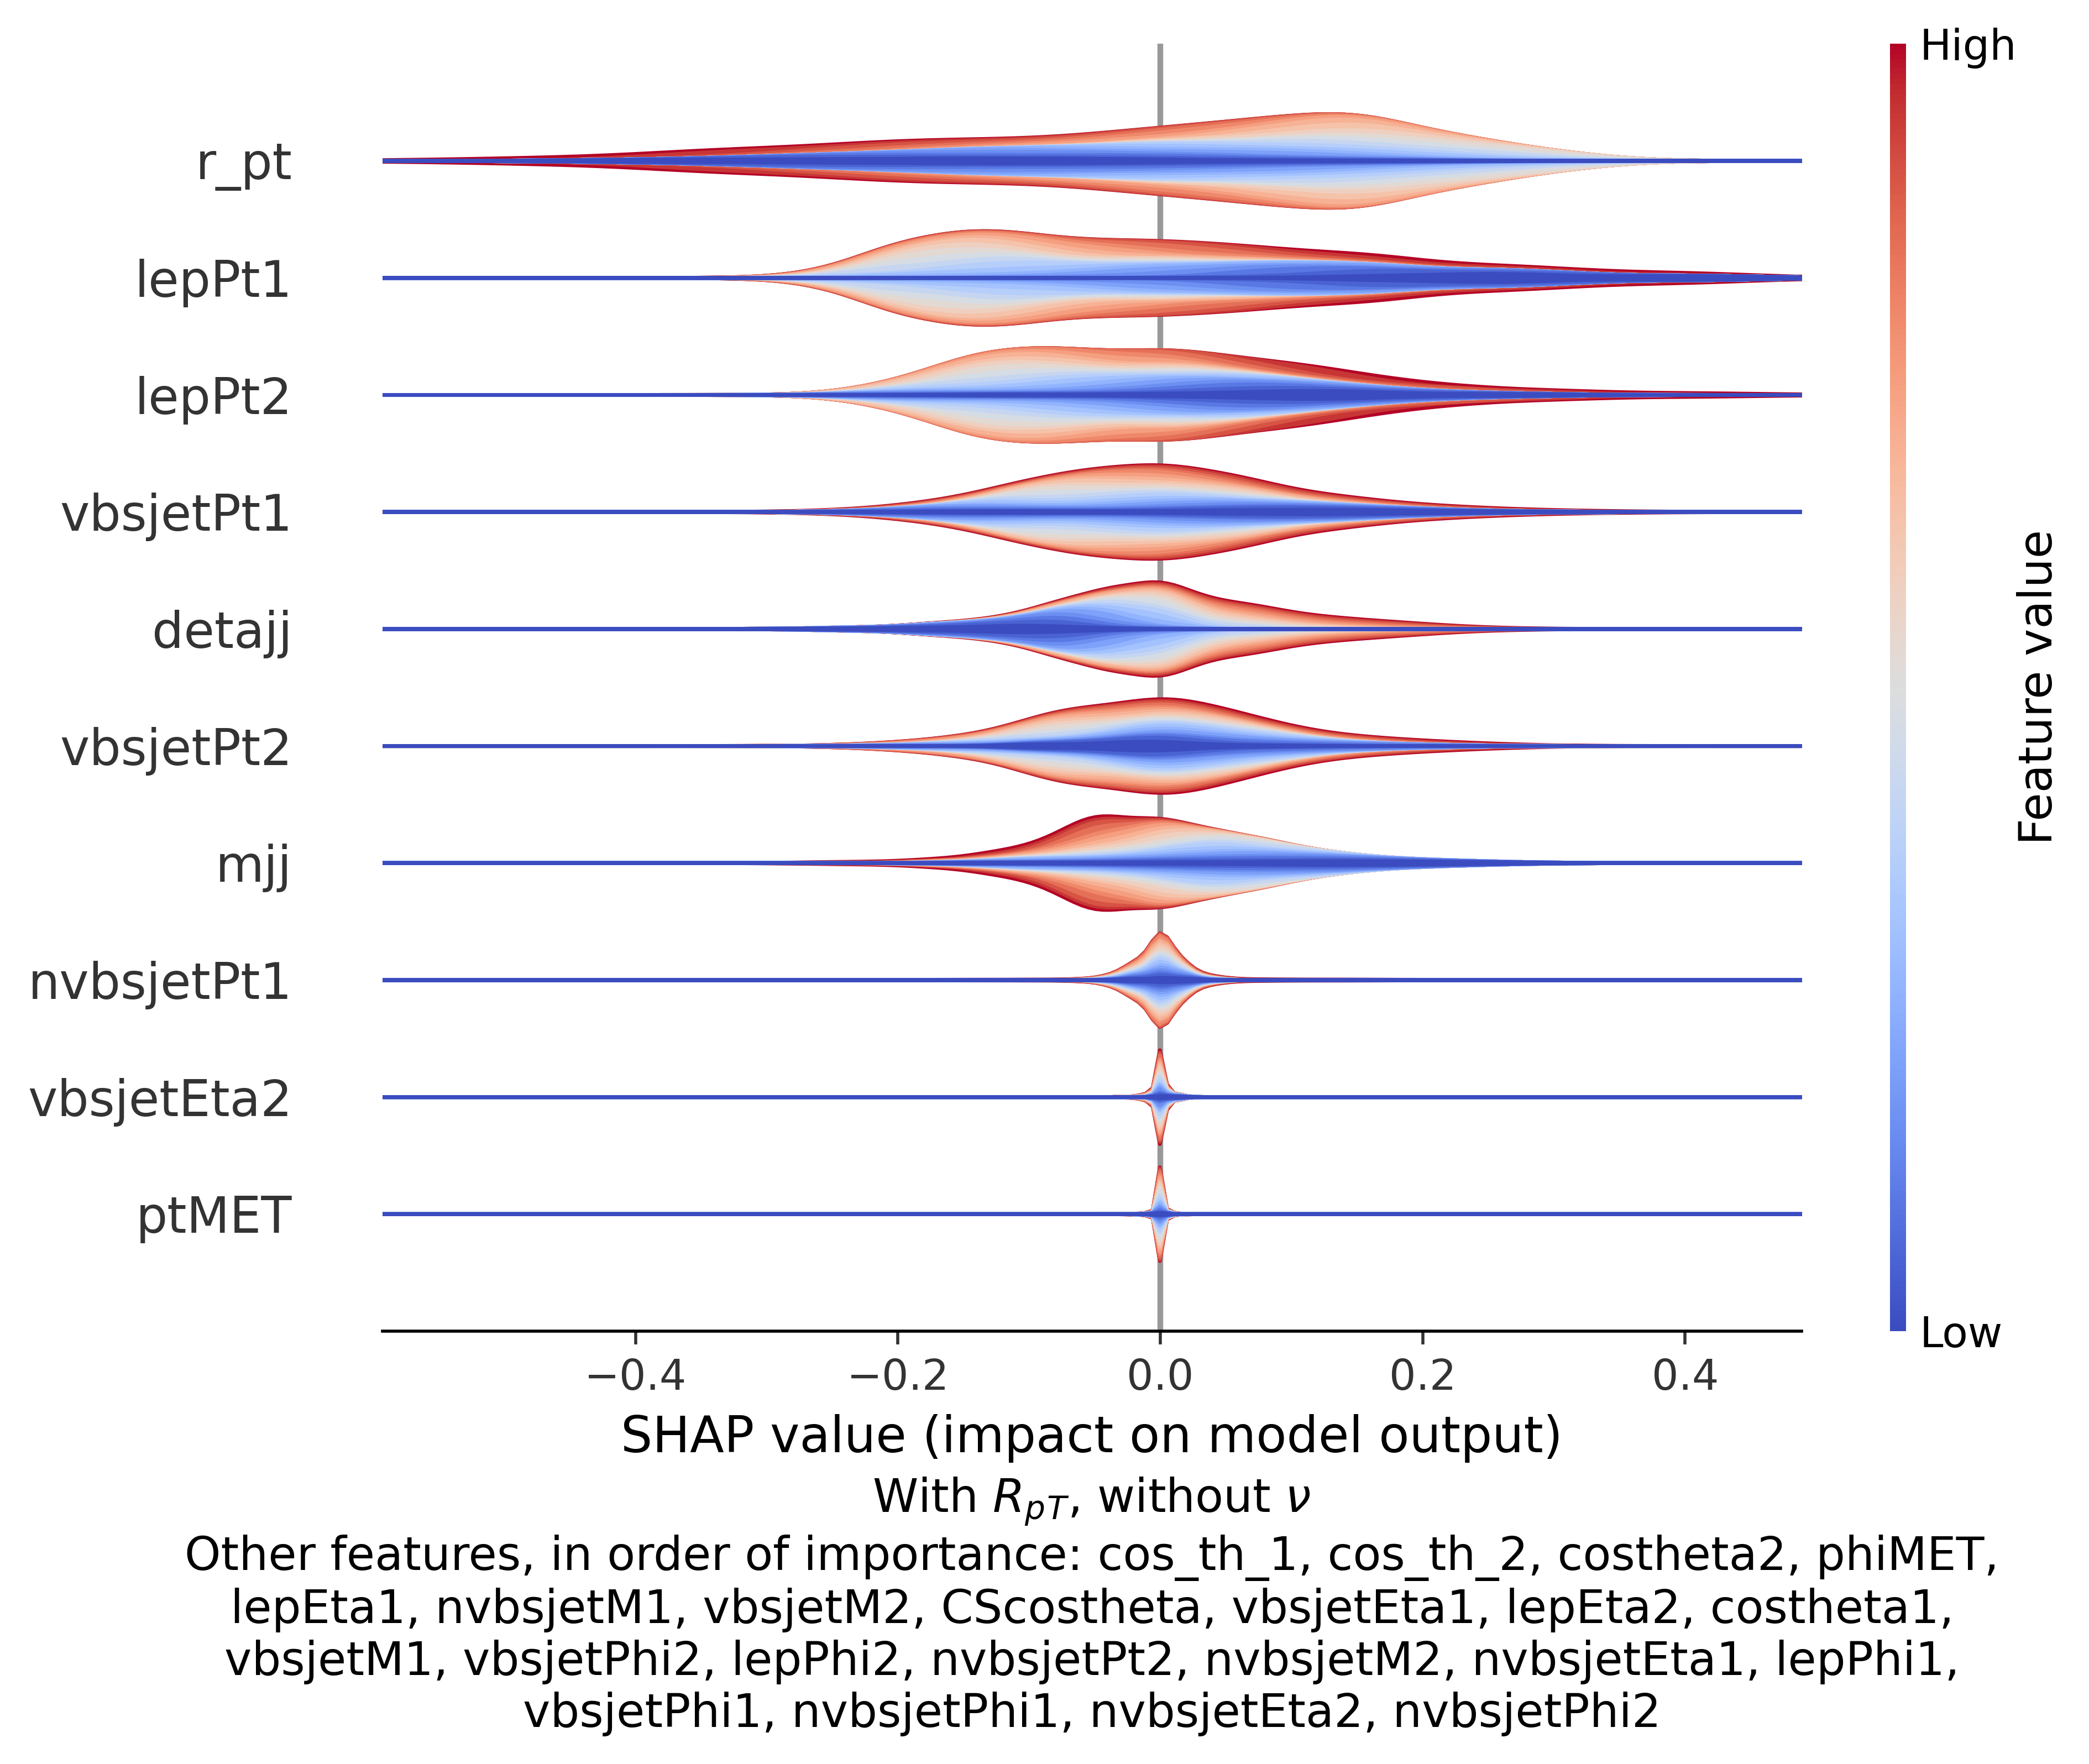 High
r_pt
lepPt1
lepPt2
vbsjetPt1
detajj
vbsjetPt2
mjj
nvbsjetPt1
vbsjetEta2
ptMET
Feature value
Low
−0.4 −0.2 0.0 0.2 0.4
SHAP value (impact on model output)
With $R_{pT}$, without ν
Other features, in order of importance: cos_th_1, cos_th_2, costheta2, phiMET,
lepEta1, nvbsjetM1, vbsjetM2, CScostheta, vbsjetEta1, lepEta2, costheta1,
vbsjetM1, vbsjetPhi2, lepPhi2, nvbsjetPt2, nvbsjetM2, nvbsjetEta1, lepPhi1,
vbsjetPhi1, nvbsjetPhi1, nvbsjetEta2, nvbsjetPhi2